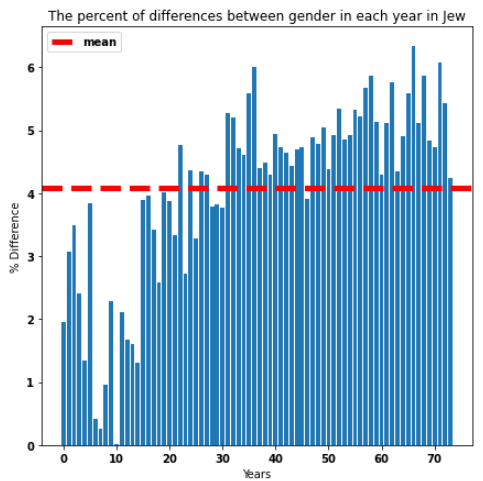 The percent of differences between gender in each year in Jew
mean
6
5
4
3
2
1
0
% Difference
0 10 20 30 40 50 60 70
Years